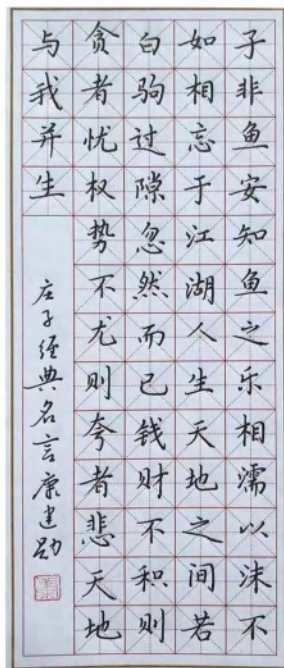 子非鱼安知鱼之乐相濡以沫不
如相忘于江湖人生天地之间若
白驹过隙忽然而已钱财不积则
贪者忧权势不尤则夸者悲天地
与我并生
庄子经典名言康建勋